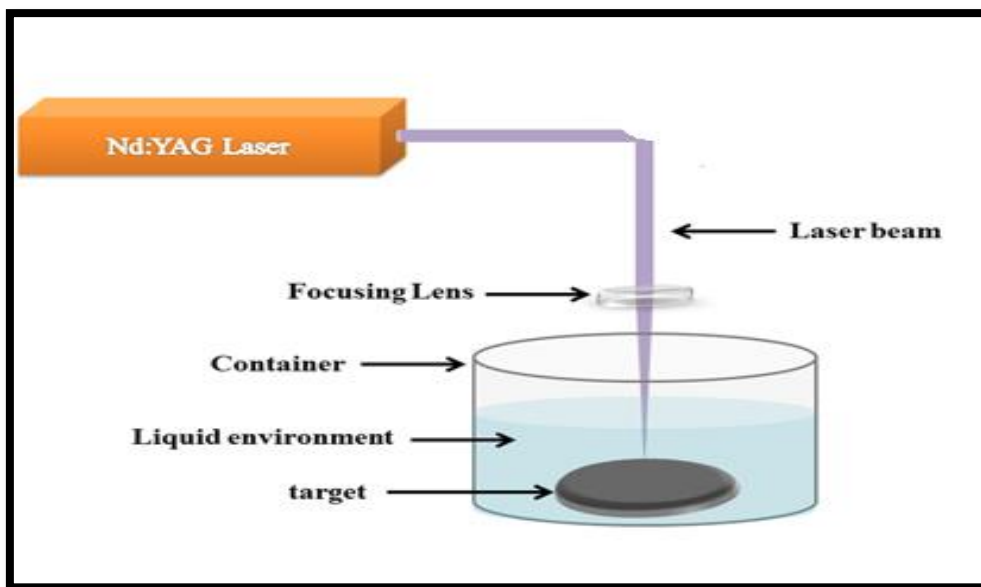 Nd:YAG Laser
Laser beam
Focusing Lens
Container
Liquid environment
target